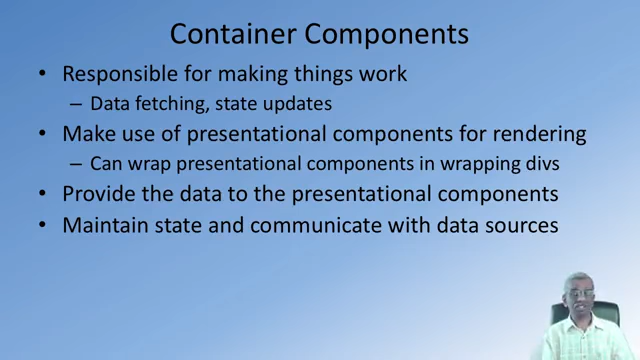 Container Components
• Responsible for making things work
– Data fetching, state updates
• Make use of presentational components for rendering
– Can wrap presentational components in wrapping divs
• Provide the data to the presentational components
• Maintain state and communicate with data sources